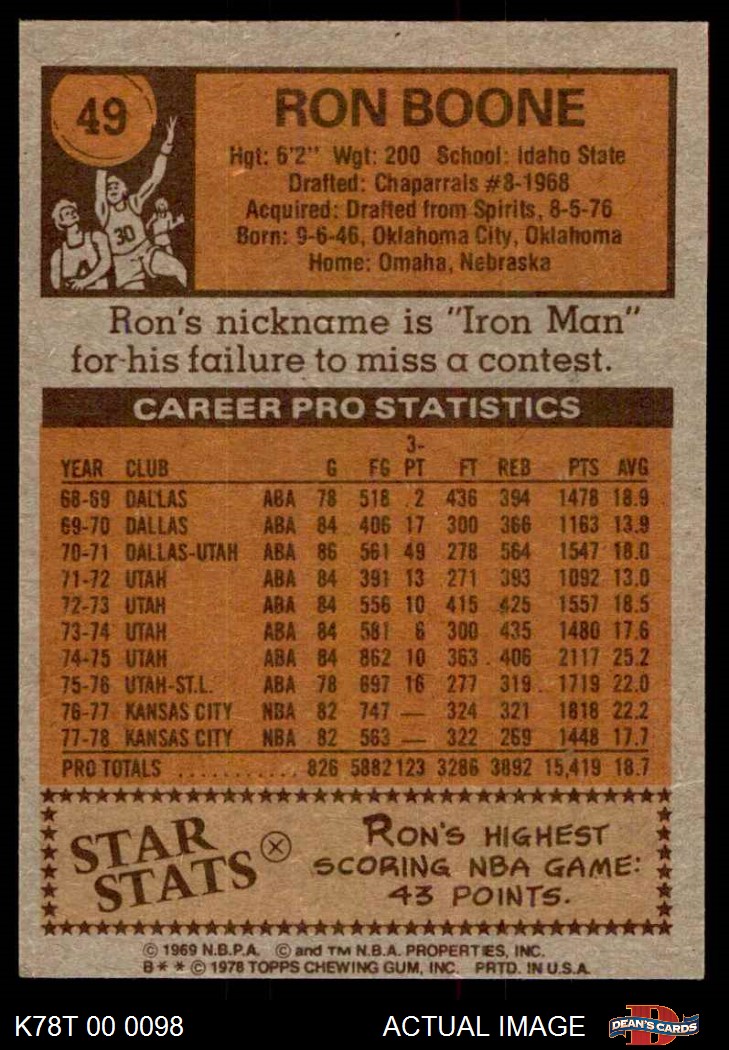 49
30
RON BOONE
Hgt: 6'2" Wgt: 200 School: Idaho State
Drafted: Chaparrals #8-1968
Acquired: Drafted from Spirits, 8-5-76
Born: 9-6-46, Oklahoma City, Oklahoma
Home: Omaha, Nebraska
Ron's nickname is "Iron Man"
for his failure to miss a contest.
CAREER PRO STATISTICS
YEAR CLUB G FG 3-PT FT REB PTS AVG
68-69 DALLAS ABA 78 518 2 436 394 1478 18.9
69-70 DALLAS ABA 84 406 17 300 366 1163 13.9
70-71 DALLAS-UTAH ABA 86 561 49 278 564 1547 18.0
71-72 UTAH ABA 84 391 13 271 393 1092 13.0
72-73 UTAH ABA 84 556 10 415 425 1557 18.5
73-74 UTAH ABA 84 581 6 300 435 1480 17.6
74-75 UTAH ABA 84 862 10 363 406 2117 25.2
75-76 UTAH-ST.L. ABA 78 697 16 277 319 1719 22.0
76-77 KANSAS CITY NBA 82 747 — 324 321 1818 22.2
77-78 KANSAS CITY NBA 82 563 — 322 269 1448 17.7
PRO TOTALS ........... 826 5882 123 3286 3892 15,419 18.7
STAR STATS
RON'S HIGHEST
SCORING NBA GAME:
43 POINTS.
© 1969 N.B.P.A. © and TM N.B.A. PROPERTIES, INC.
B * * © 1978 TOPPS CHEWING GUM, INC. PRTD. IN U.S.A.
K78T 00 0098 ACTUAL IMAGE DEAN'S CARDS